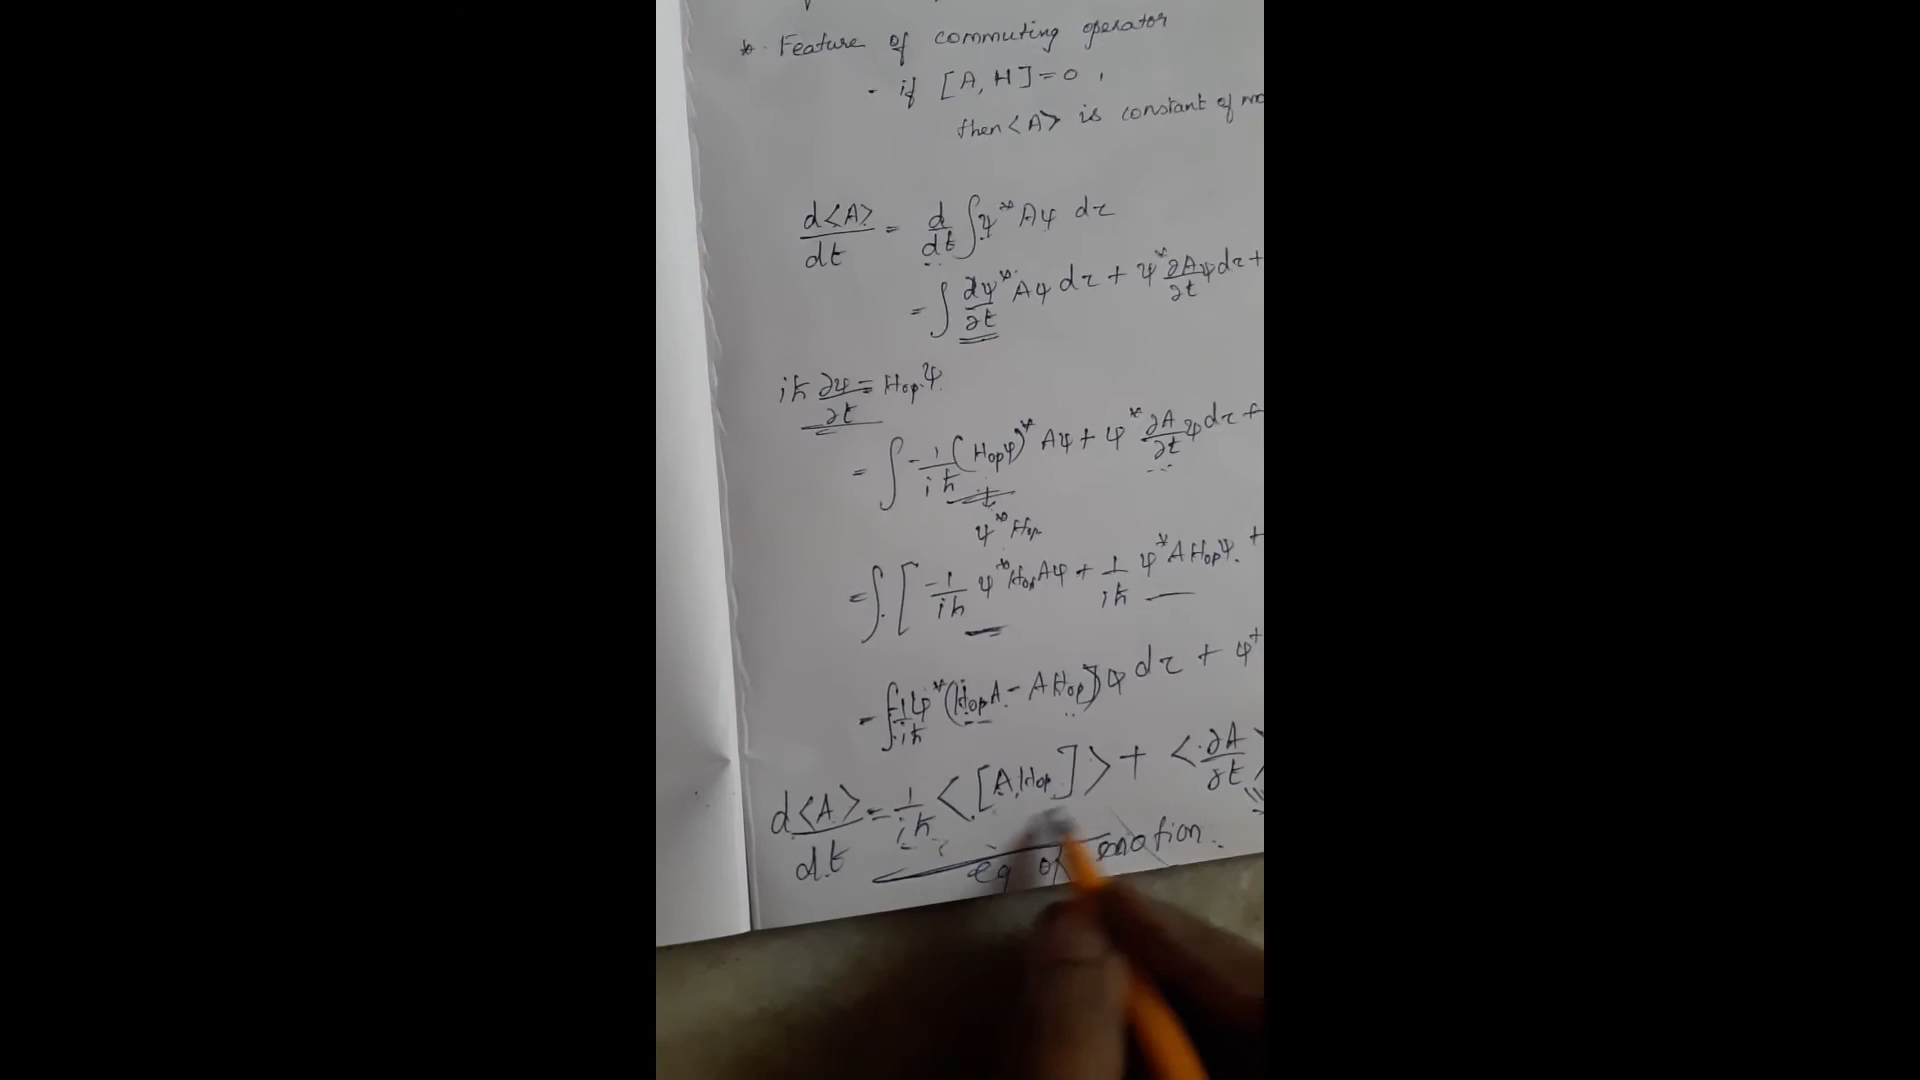 * Feature of commuting operator
- if [A, H] = 0,
then <A> is constant of mo
d<A>/dt = d/dt ∫ψ* Aψ dτ
= ∫ ∂ψ*/∂t Aψ dτ + ψ* ∂A/∂t ψ dτ +
iħ ∂ψ/∂t = Hop ψ
= ∫ -1/iħ (Hop ψ)* Aψ + ψ* ∂A/∂t ψ dτ +
ψ* Hop
= ∫ [ -1/iħ ψ* Hop Aψ + 1/iħ ψ* A Hop ψ. +
= ∫ -1/iħ ψ* (Hop A - A Hop) ψ dτ + ψ*
d<A>/dt = 1/iħ <[A, Hop]> + <∂A/∂t>
eq of motion.